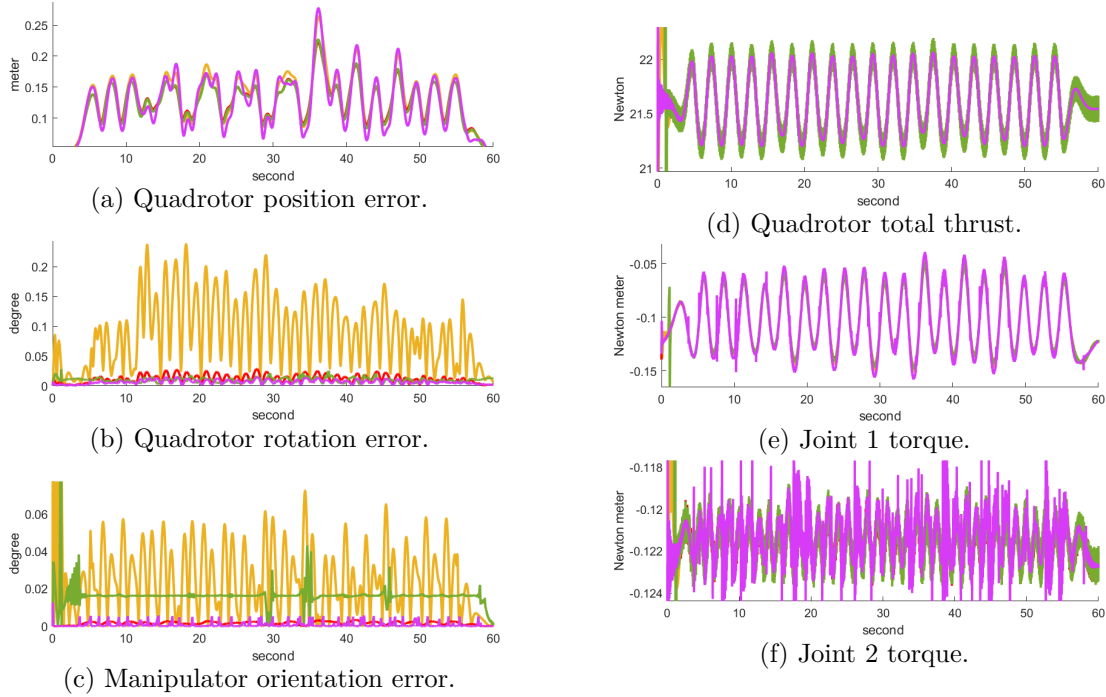 meter
0.25
0.2
0.15
0.1
0 10 20 30 40 50 60
second
(a) Quadrotor position error.
degree
0.2
0.15
0.1
0.05
0
0 10 20 30 40 50 60
second
(b) Quadrotor rotation error.
degree
0.06
0.04
0.02
0
0 10 20 30 40 50 60
second
(c) Manipulator orientation error.
Newton
22
21.5
21
0 10 20 30 40 50 60
second
(d) Quadrotor total thrust.
Newton meter
-0.05
-0.1
-0.15
0 10 20 30 40 50 60
second
(e) Joint 1 torque.
Newton meter
-0.118
-0.12
-0.122
-0.124
0 10 20 30 40 50 60
second
(f) Joint 2 torque.